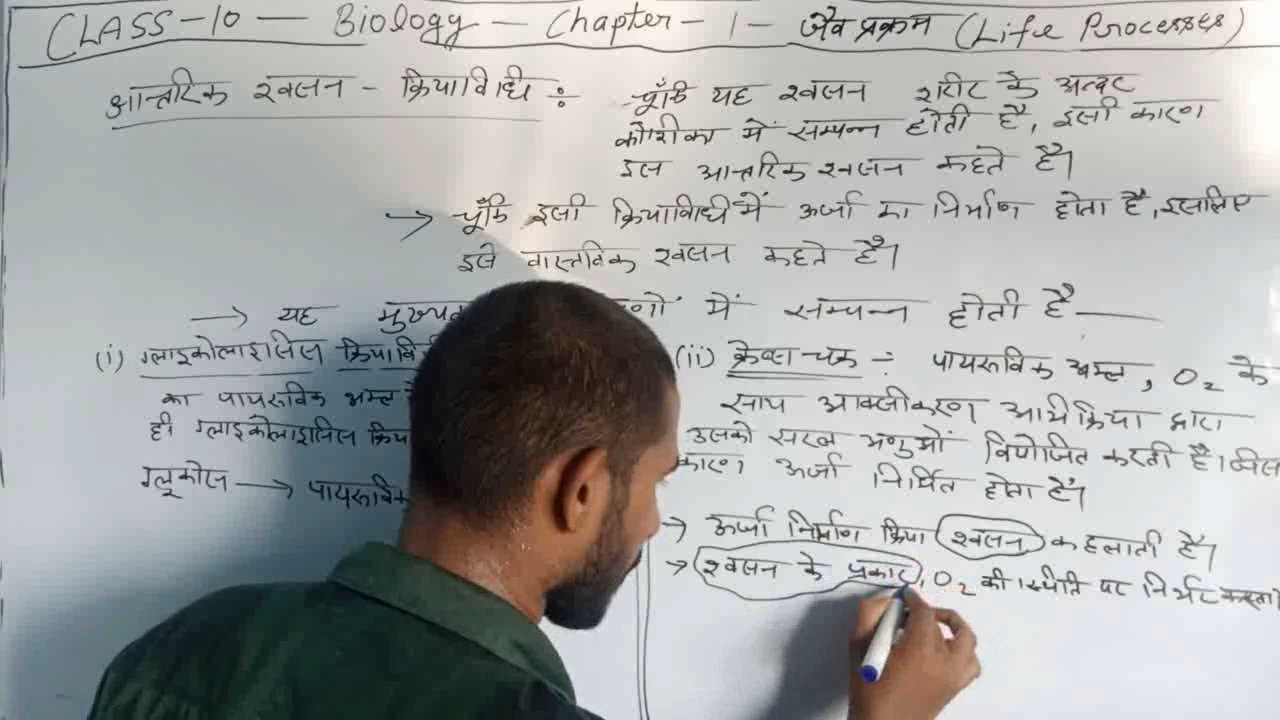 CLASS-10 — Biology — Chapter - 1 - जैव प्रक्रम (Life Processes)
आन्तरिक श्वसन - क्रियाविधि ÷ चूँकि यह श्वसन शरीर के अन्दर
कोशिका में सम्पन्न होती है, इसी कारण
इस आन्तरिक श्वसन कहते है।
→ चूँकि इसी क्रियाविधि में ऊर्जा का निर्माण होता है, इसलिए
इसे वास्तविक श्वसन कहते है।
→ यह में सम्पन्न होती है —
(i) ग्लाइकोलाइसिस
का पायरूविक अम्ल
ही ग्लाइकोलाइसिस
ग्लूकोस → पायरूविक
(ii) क्रेब्स चक्र ÷ पायरूविक अम्ल, O₂ के
साथ आक्सीकरण अभिक्रिया द्वारा
उसको सरल अणुओं विघोजित करती है।
कारण ऊर्जा निर्मित होता है।
→ ऊर्जा निर्माण क्रिया श्वसन कहलाती है।
→ श्वसन के प्रकार, O₂ की स्थिति पर निर्भर करता